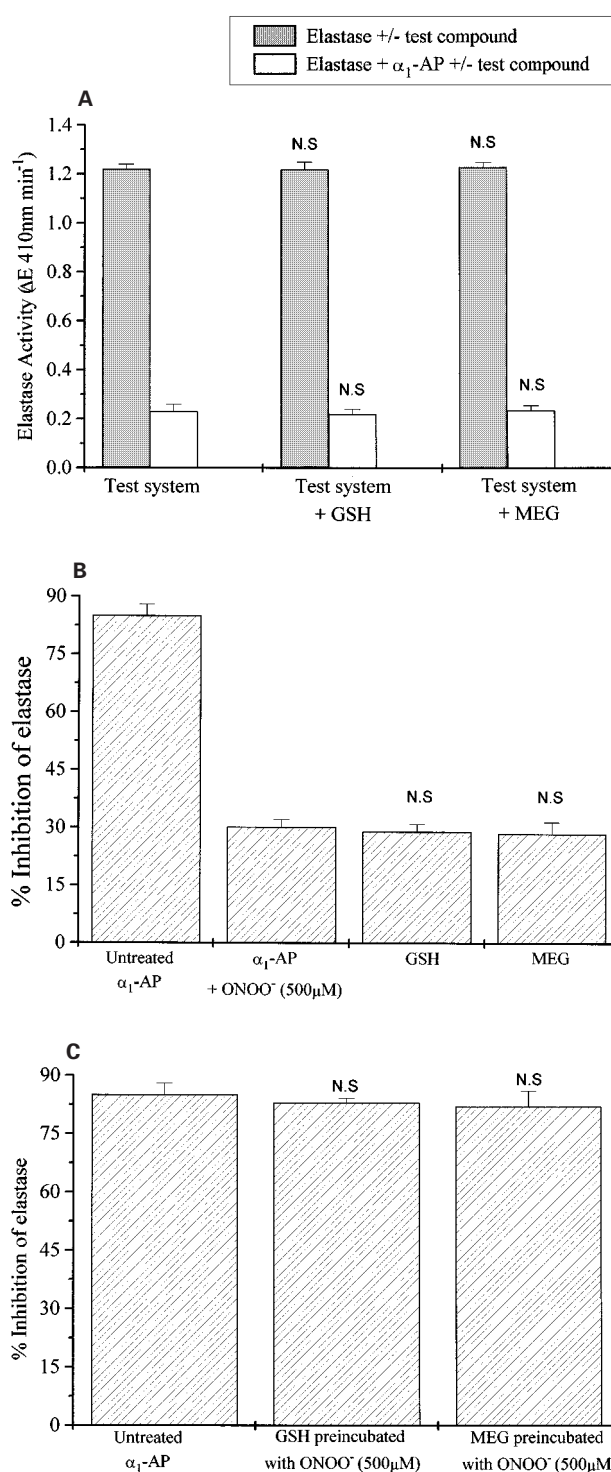 Elastase +/- test compound
Elastase + α₁-AP +/- test compound
A
Elastase Activity (ΔE 410nm min⁻¹)
1.4
1.2
1.0
0.8
0.6
0.4
0.2
0.0
N.S
N.S
N.S
N.S
Test system
Test system
+ GSH
Test system
+ MEG
B
% Inhibition of elastase
90
75
45
30
15
0
N.S
N.S
Untreated
α₁-AP
α₁-AP
GSH
MEG
+ ONOO⁻ (500μM)
C
% Inhibition of elastase
90
75
60
45
30
15
0
N.S
N.S
Untreated
α₁-AP
GSH preincubated
with ONOO⁻ (500μM)
MEG preinbubated
with ONOO⁻ (500μM)